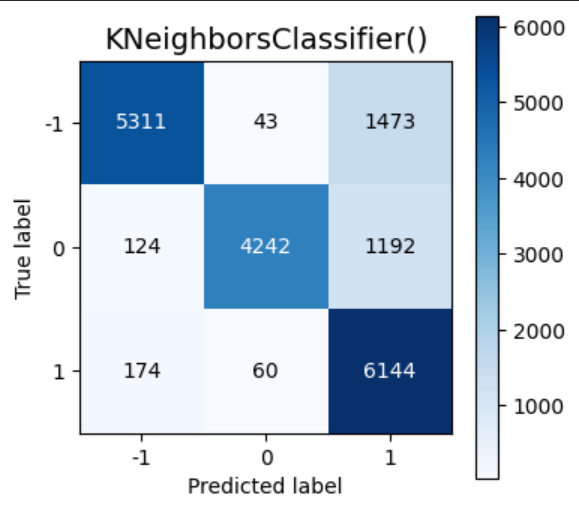 KNeighborsClassifier()
True label
-1 5311 43 1473
0 124 4242 1192
1 174 60 6144
-1 0 1
Predicted label
6000
5000
4000
3000
2000
1000